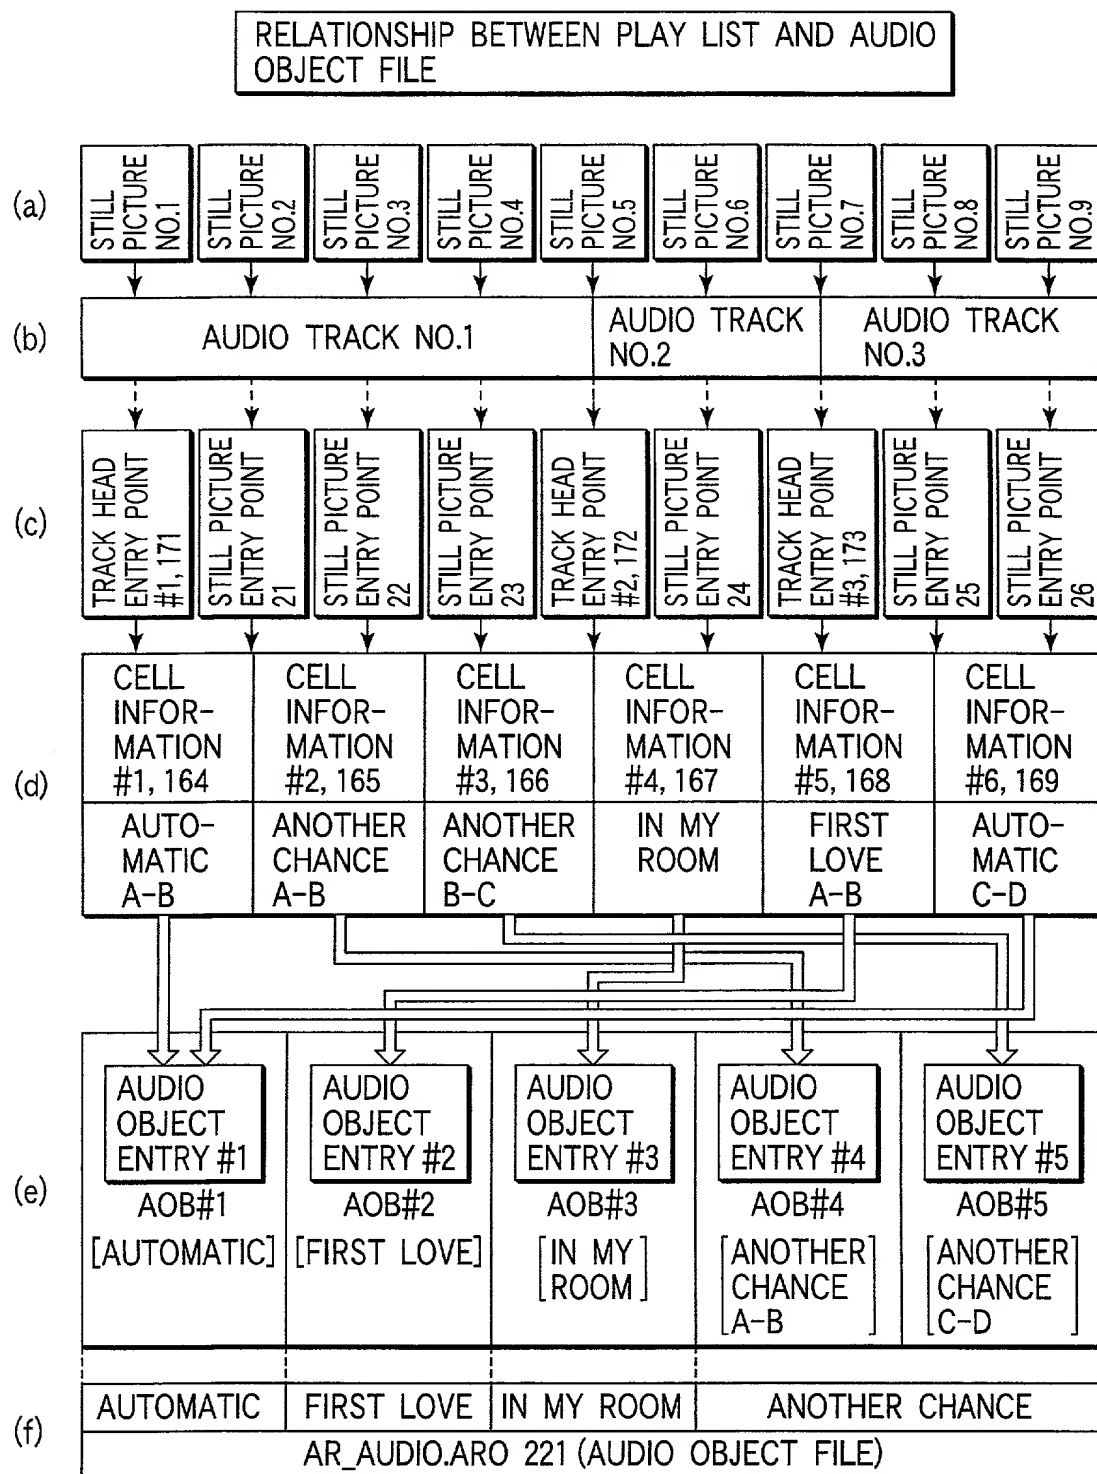 RELATIONSHIP BETWEEN PLAY LIST AND AUDIO
OBJECT FILE
(a)
STILL
PICTURE
NO.1
STILL
PICTURE
NO.2
STILL
PICTURE
NO.3
STILL
PICTURE
NO.4
STILL
PICTURE
NO.5
STILL
PICTURE
NO.6
STILL
PICTURE
NO.7
STILL
PICTURE
NO.8
STILL
PICTURE
NO.9
(b)
AUDIO TRACK NO.1
AUDIO TRACK
NO.2
AUDIO TRACK
NO.3
(c)
TRACK HEAD
ENTRY POINT
#1, 171
STILL PICTURE
ENTRY POINT
21
STILL PICTURE
ENTRY POINT
22
STILL PICTURE
ENTRY POINT
23
TRACK HEAD
ENTRY POINT
#2, 172
STILL PICTURE
ENTRY POINT
24
TRACK HEAD
ENTRY POINT
#3, 173
STILL PICTURE
ENTRY POINT
25
STILL PICTURE
ENTRY POINT
26
(d)
CELL
INFOR-
MATION
#1, 164
CELL
INFOR-
MATION
#2, 165
CELL
INFOR-
MATION
#3, 166
CELL
INFOR-
MATION
#4, 167
CELL
INFOR-
MATION
#5, 168
CELL
INFOR-
MATION
#6, 169
AUTO-
MATIC
A-B
ANOTHER
CHANCE
A-B
ANOTHER
CHANCE
B-C
IN MY
ROOM
FIRST
LOVE
A-B
AUTO-
MATIC
C-D
(e)
AUDIO
OBJECT
ENTRY #1
AOB#1
[AUTOMATIC]
AUDIO
OBJECT
ENTRY #2
AOB#2
[FIRST LOVE]
AUDIO
OBJECT
ENTRY #3
AOB#3
[IN MY
ROOM]
AUDIO
OBJECT
ENTRY #4
AOB#4
[ANOTHER
CHANCE
A-B]
AUDIO
OBJECT
ENTRY #5
AOB#5
[ANOTHER
CHANCE
C-D]
(f)
AUTOMATIC
FIRST LOVE
IN MY ROOM
ANOTHER CHANCE
AR_AUDIO.ARO 221 (AUDIO OBJECT FILE)